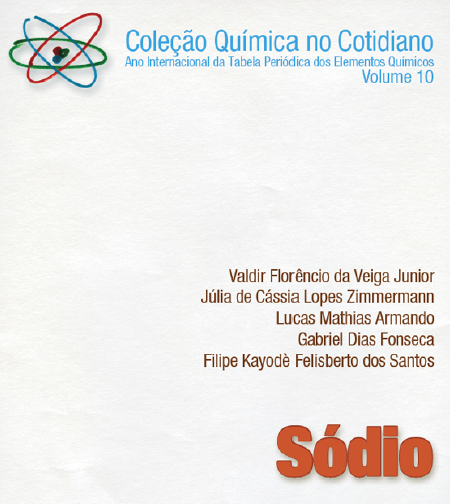 Coleção Química no Cotidiano
Ano Internacional da Tabela Periódica dos Elementos Químicos
Volume 10
Valdir Florêncio da Veiga Junior
Júlia de Cássia Lopes Zimmermann
Lucas Mathias Armando
Gabriel Dias Fonseca
Filipe Kayodè Felisberto dos Santos
Sódio